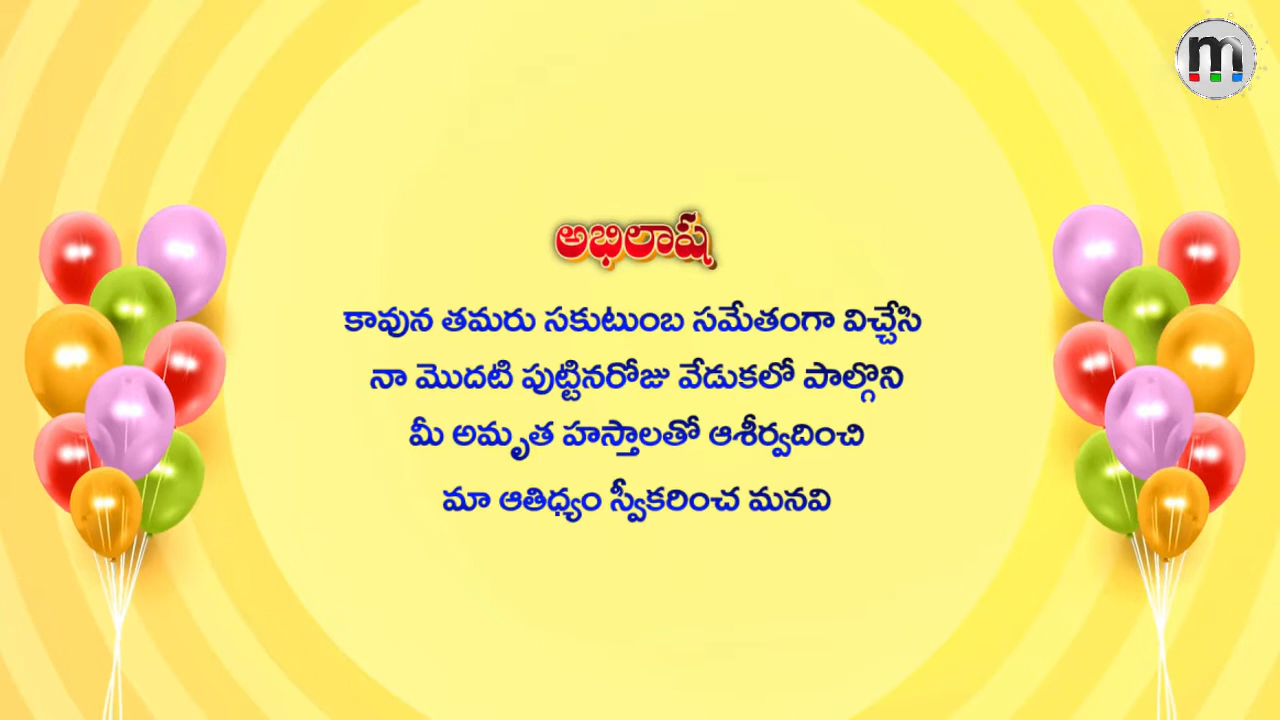 m
అభిలాష
కావున తమరు సకుటుంబ సమేతంగా విచ్చేసి
నా మొదటి పుట్టినరోజు వేడుకలో పాల్గొని
మీ అమృత హస్తాలతో ఆశీర్వదించి
మా ఆతిధ్యం స్వీకరించ మనవి